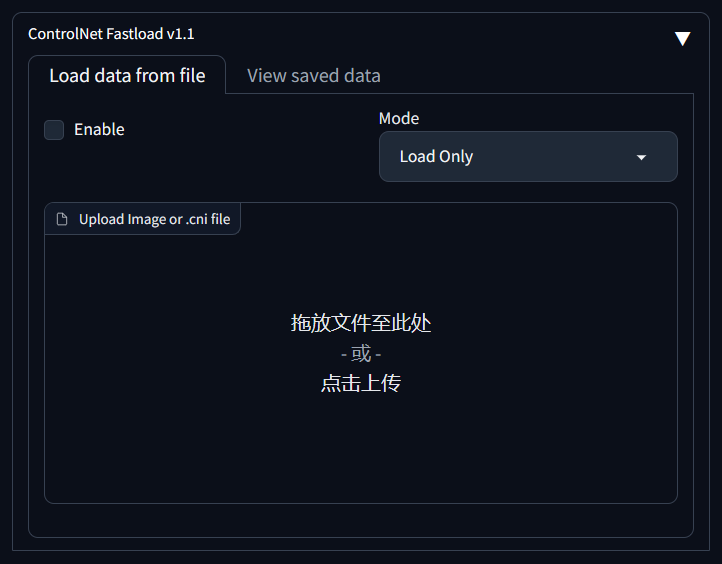 ControlNet Fastload v1.1
Load data from file
View saved data
Enable
Mode
Load Only
Upload Image or .cni file
拖放文件至此处
- 或 -
点击上传